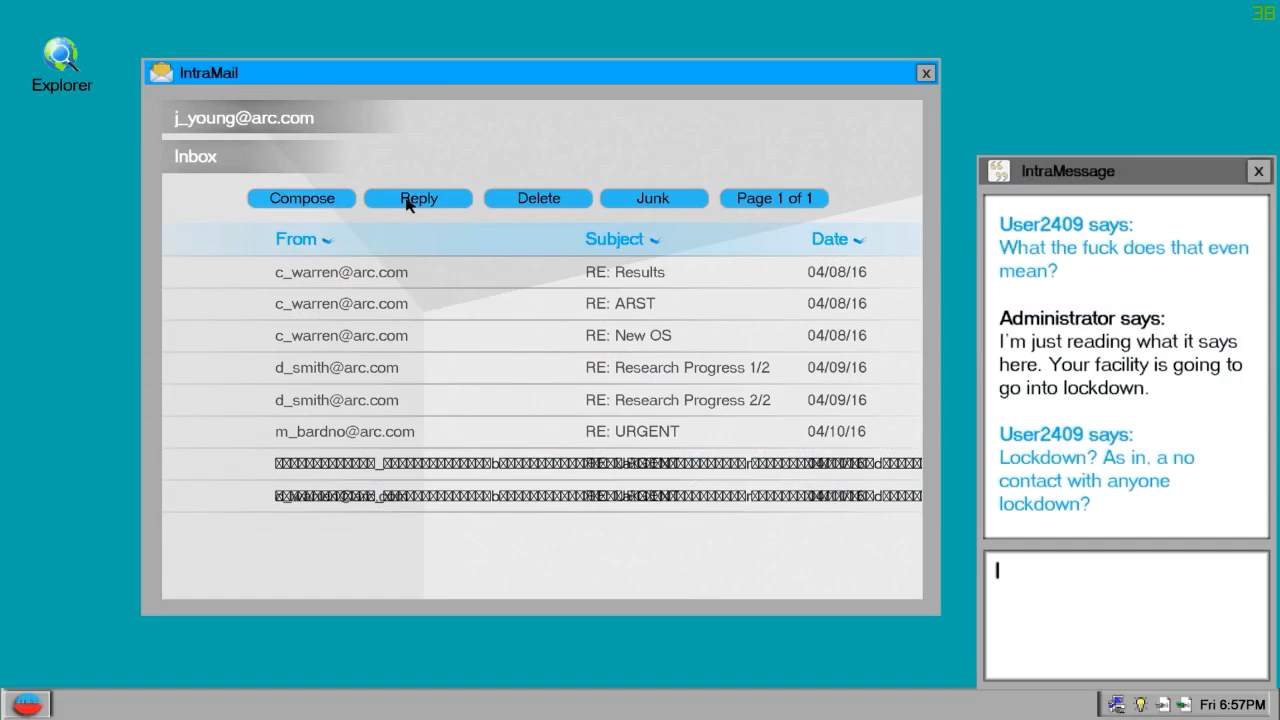 38
Explorer
IntraMail
x
j_young@arc.com
Inbox
Compose Reply Delete Junk Page 1 of 1
From Subject Date
c_warren@arc.com RE: Results 04/08/16
c_warren@arc.com RE: ARST 04/08/16
c_warren@arc.com RE: New OS 04/08/16
d_smith@arc.com RE: Research Progress 1/2 04/09/16
d_smith@arc.com RE: Research Progress 2/2 04/09/16
m_bardno@arc.com RE: URGENT 04/10/16
IntraMessage
x
User2409 says:
What the fuck does that even
mean?
Administrator says:
I'm just reading what it says
here. Your facility is going to
go into lockdown.
User2409 says:
Lockdown? As in, a no
contact with anyone
lockdown?
Fri 6:57PM